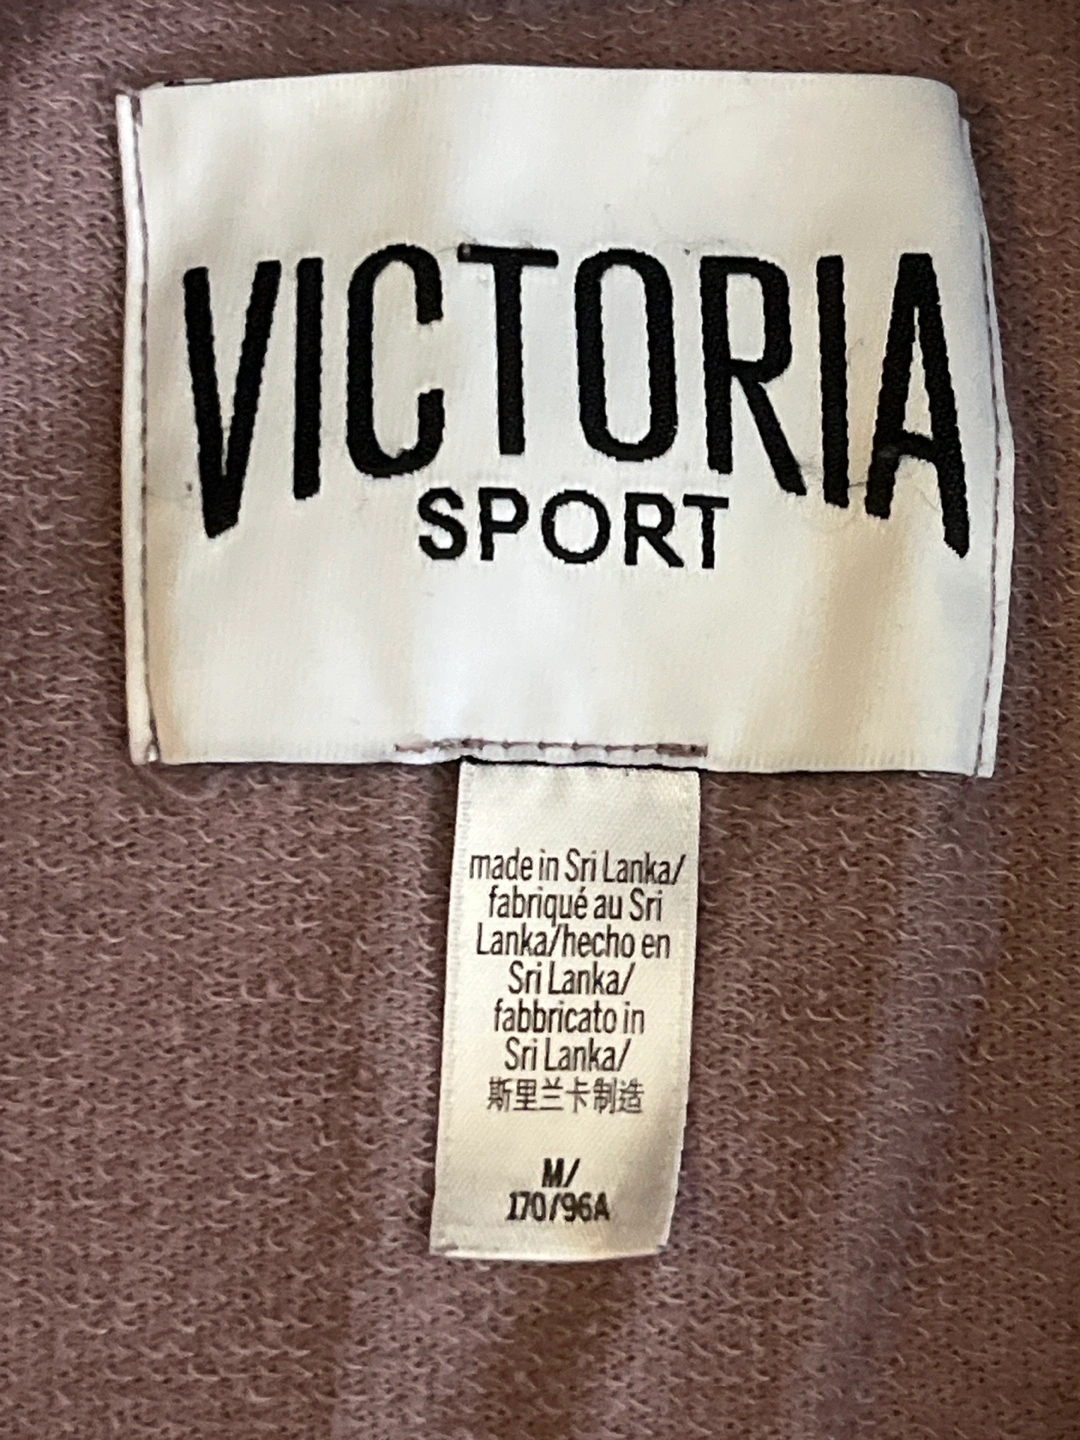 VICTORIA
SPORT
made in Sri Lanka/
fabriqué au Sri
Lanka/hecho en
Sri Lanka/
fabbricato in
Sri Lanka/
斯里兰卡制造
M/
170/96A